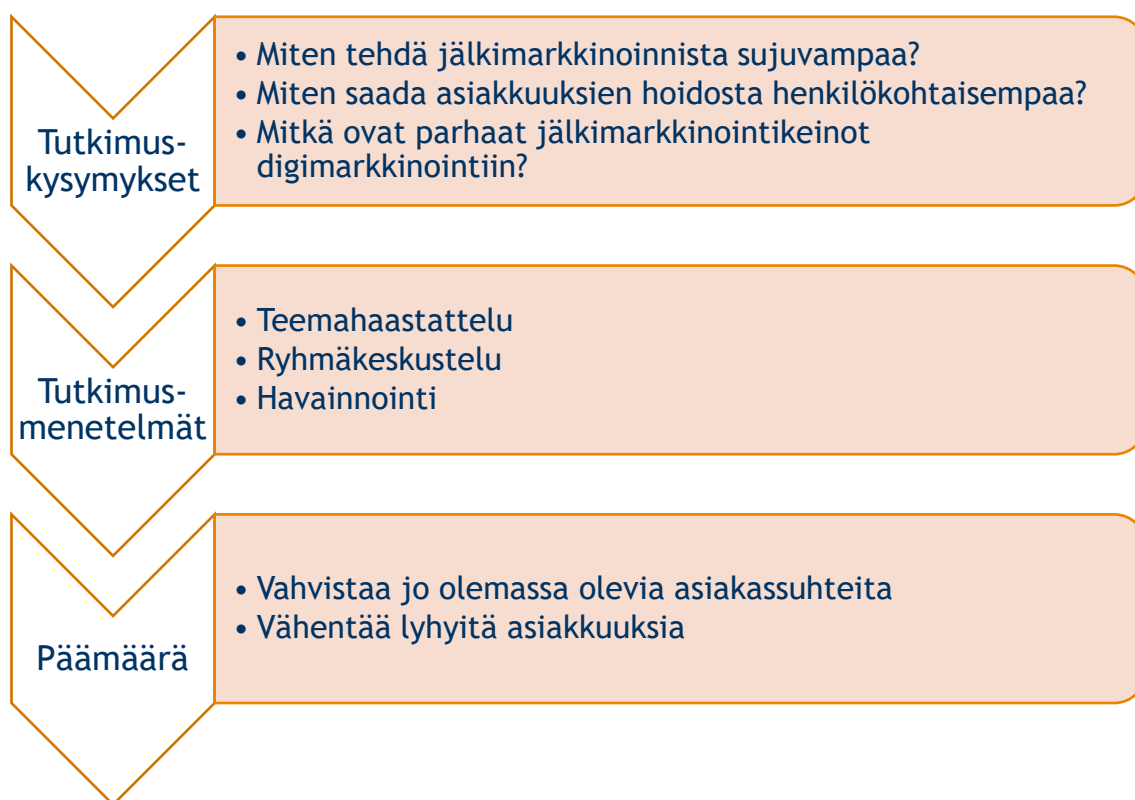 Tutkimus-
kysymykset
• Miten tehdä jälkimarkkinoinnista sujuvampaa?
• Miten saada asiakkuuksien hoidosta henkilökohtaisempaa?
• Mitkä ovat parhaat jälkimarkkinointikeinot
digimarkkinointiin?
Tutkimus-
menetelmät
• Teemahaastattelu
• Ryhmäkeskustelu
• Havainnointi
Päämäärä
• Vahvistaa jo olemassa olevia asiakassuhteita
• Vähentää lyhyitä asiakkuuksia